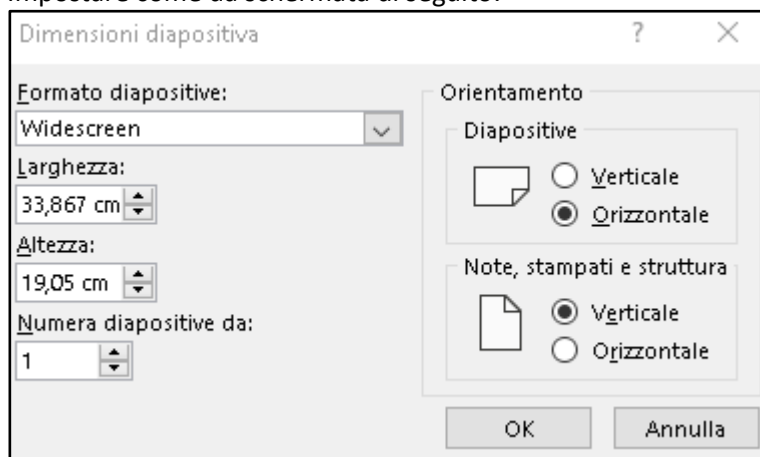 Impostare come da schermata di seguito:
Dimensioni diapositiva
Formato diapositive:
Widescreen
Larghezza:
33,867 cm
Altezza:
19,05 cm
Numera diapositive da:
1
Orientamento
Diapositive
Verticale
Orizzontale
Note, stampati e struttura
Verticale
Orizzontale
OK
Annulla